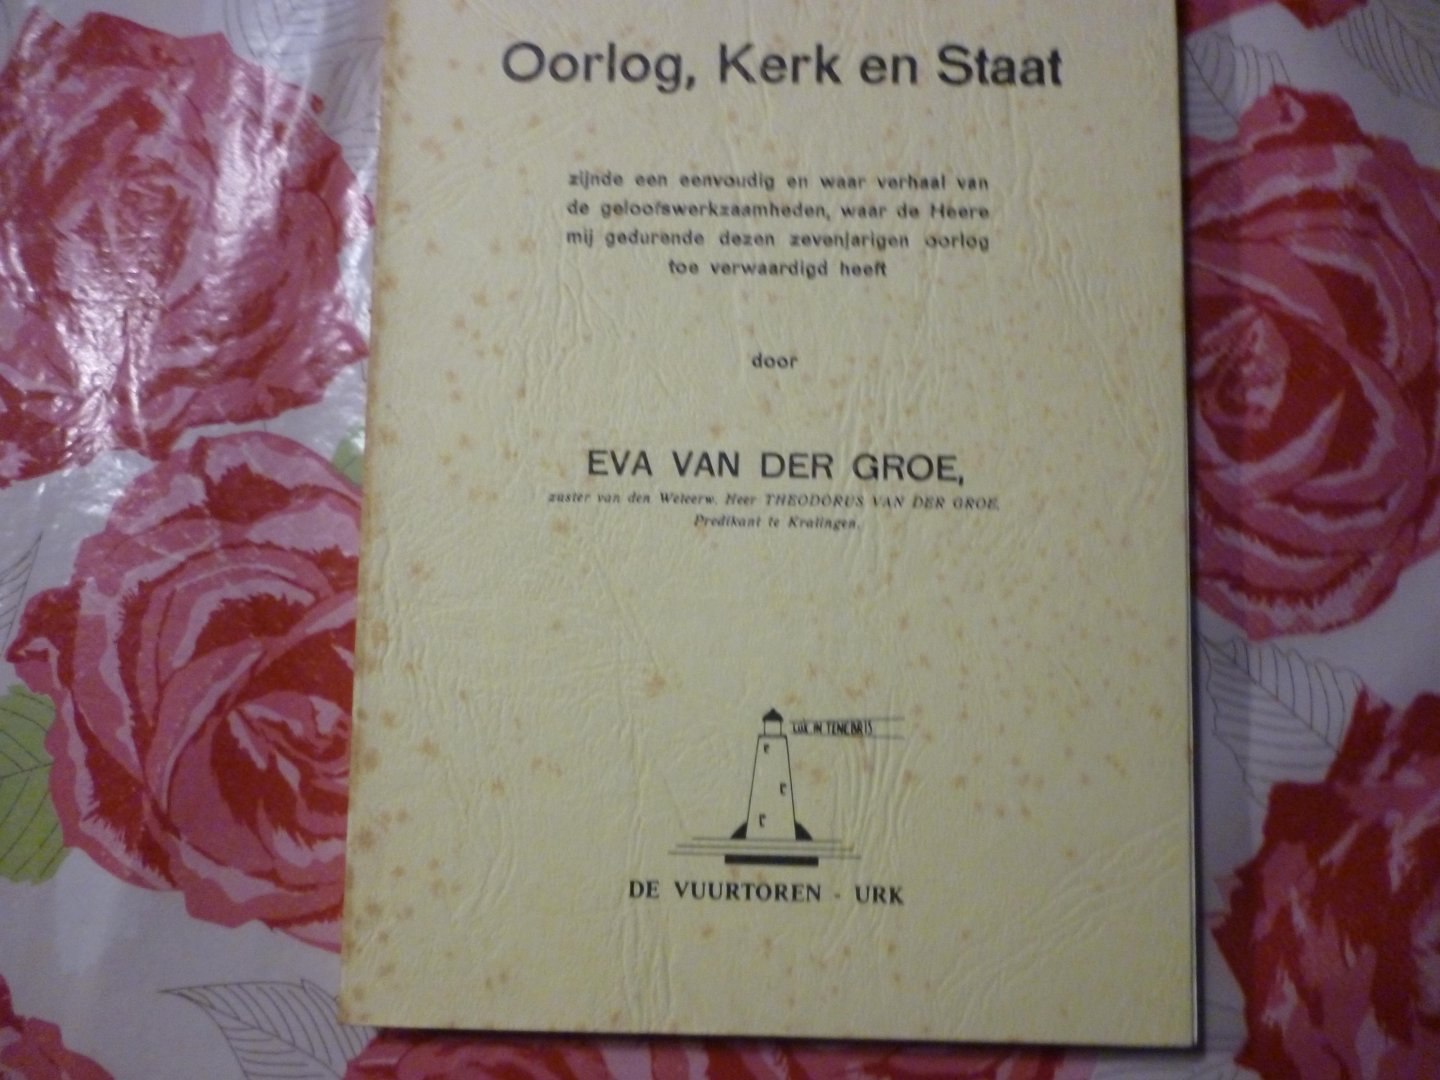 Oorlog, Kerk en Staat
zijnde een eenvoudig en waar verhaal van
de geloofswerkzaamheden, waar de Heere
mij gedurende dezen zevenjarigen oorlog
toe verwaardigd heeft
door
EVA VAN DER GROE,
zuster van den Weleerw. Heer THEODORUS VAN DER GROE,
Predikant te Kralingen.
LUX IN TENEBRIS
DE VUURTOREN - URK